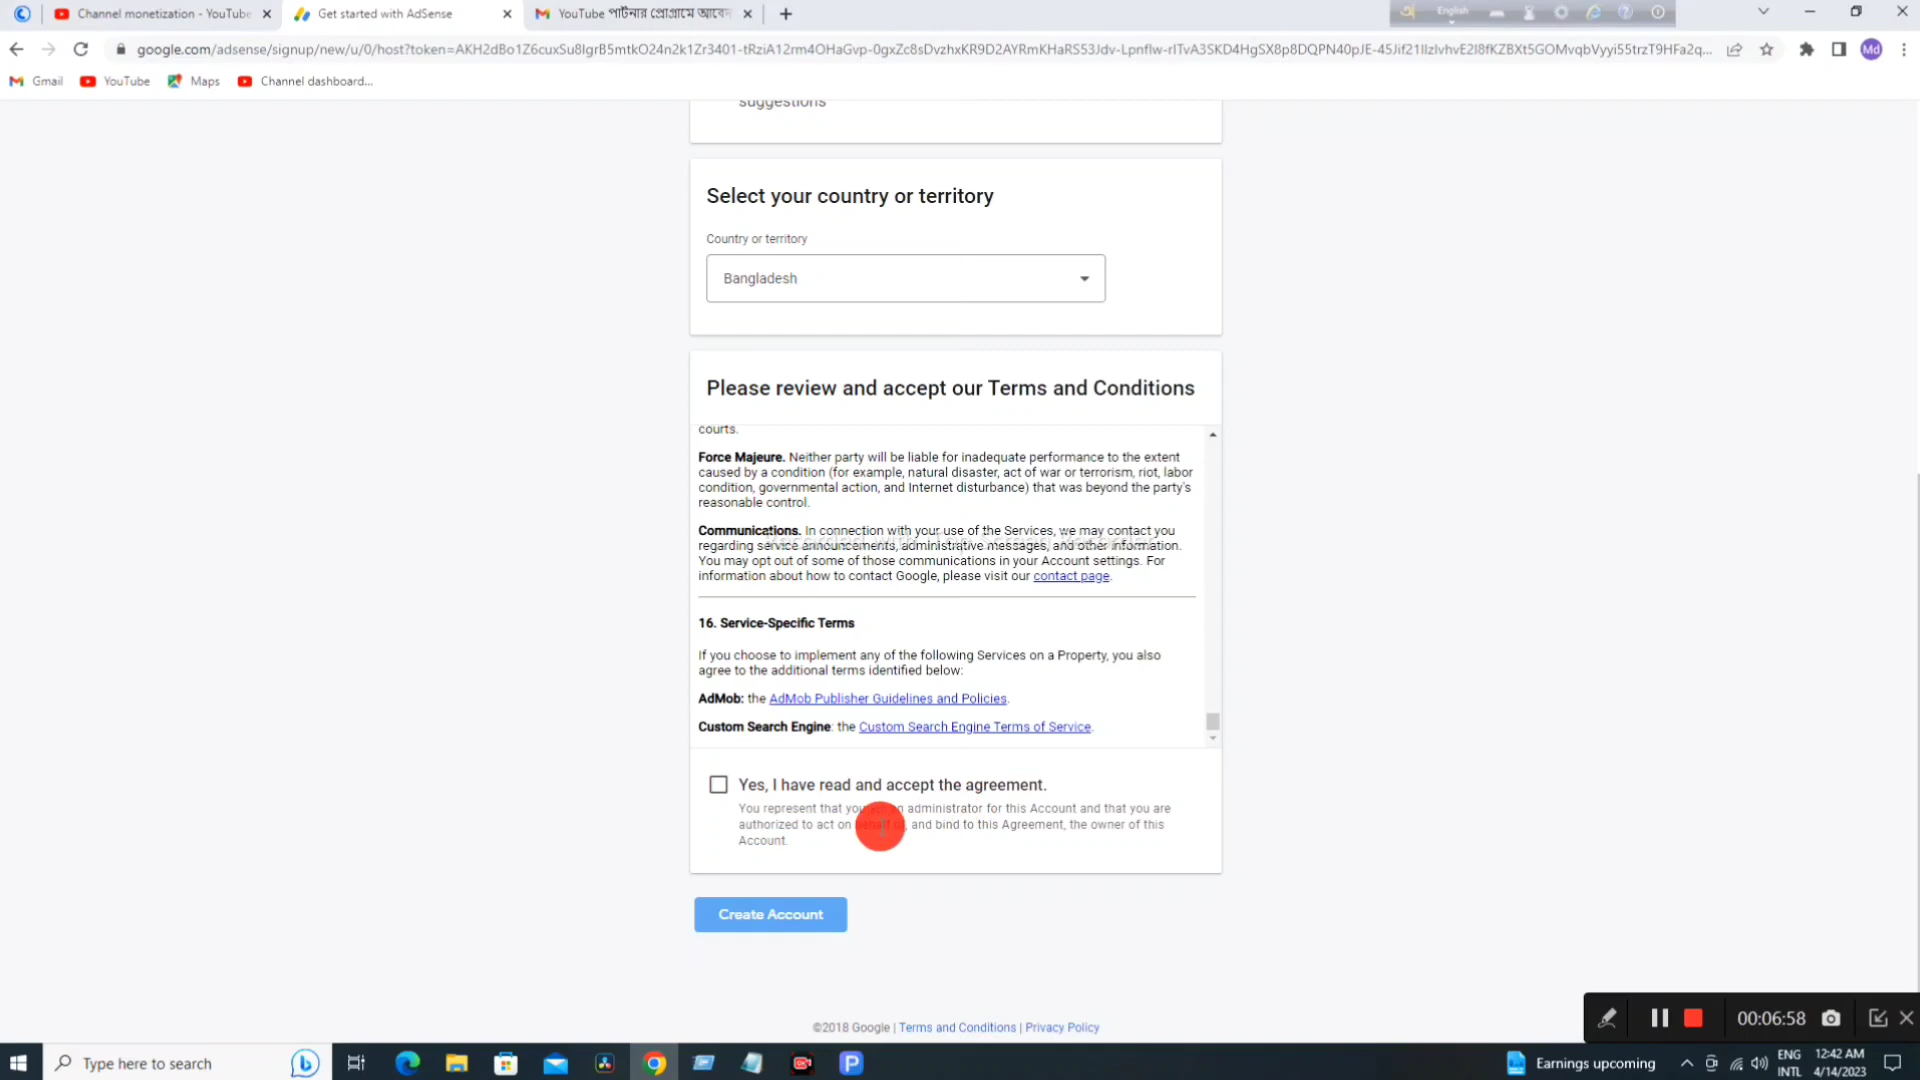 Channel monetization - YouTube
Get started with AdSense
YouTube পার্টনার প্রোগ্রামে আবেদন
English
google.com/adsense/signup/new/u/0/host?token=
Md
Gmail
YouTube
Maps
Channel dashboard...
suggestions
Select your country or territory
Country or territory
Bangladesh
Please review and accept our Terms and Conditions
courts.
Force Majeure. Neither party will be liable for inadequate performance to the extent
caused by a condition (for example, natural disaster, act of war or terrorism, riot, labor
condition, governmental action, and Internet disturbance) that was beyond the party's
reasonable control.
Communications. In connection with your use of the Services, we may contact you
regarding service announcements, administrative messages, and other information.
You may opt out of some of those communications in your Account settings. For
information about how to contact Google, please visit our contact page.
16. Service-Specific Terms
If you choose to implement any of the following Services on a Property, you also
agree to the additional terms identified below:
AdMob: the AdMob Publisher Guidelines and Policies.
Custom Search Engine: the Custom Search Engine Terms of Service.
Yes, I have read and accept the agreement.
You represent that you are an administrator for this Account and that you are
authorized to act on behalf of, and bind to this Agreement, the owner of this
Account.
Create Account
©2018 Google | Terms and Conditions | Privacy Policy
00:06:58
Type here to search
Earnings upcoming
ENG
INTL
12:42 AM
4/14/2023